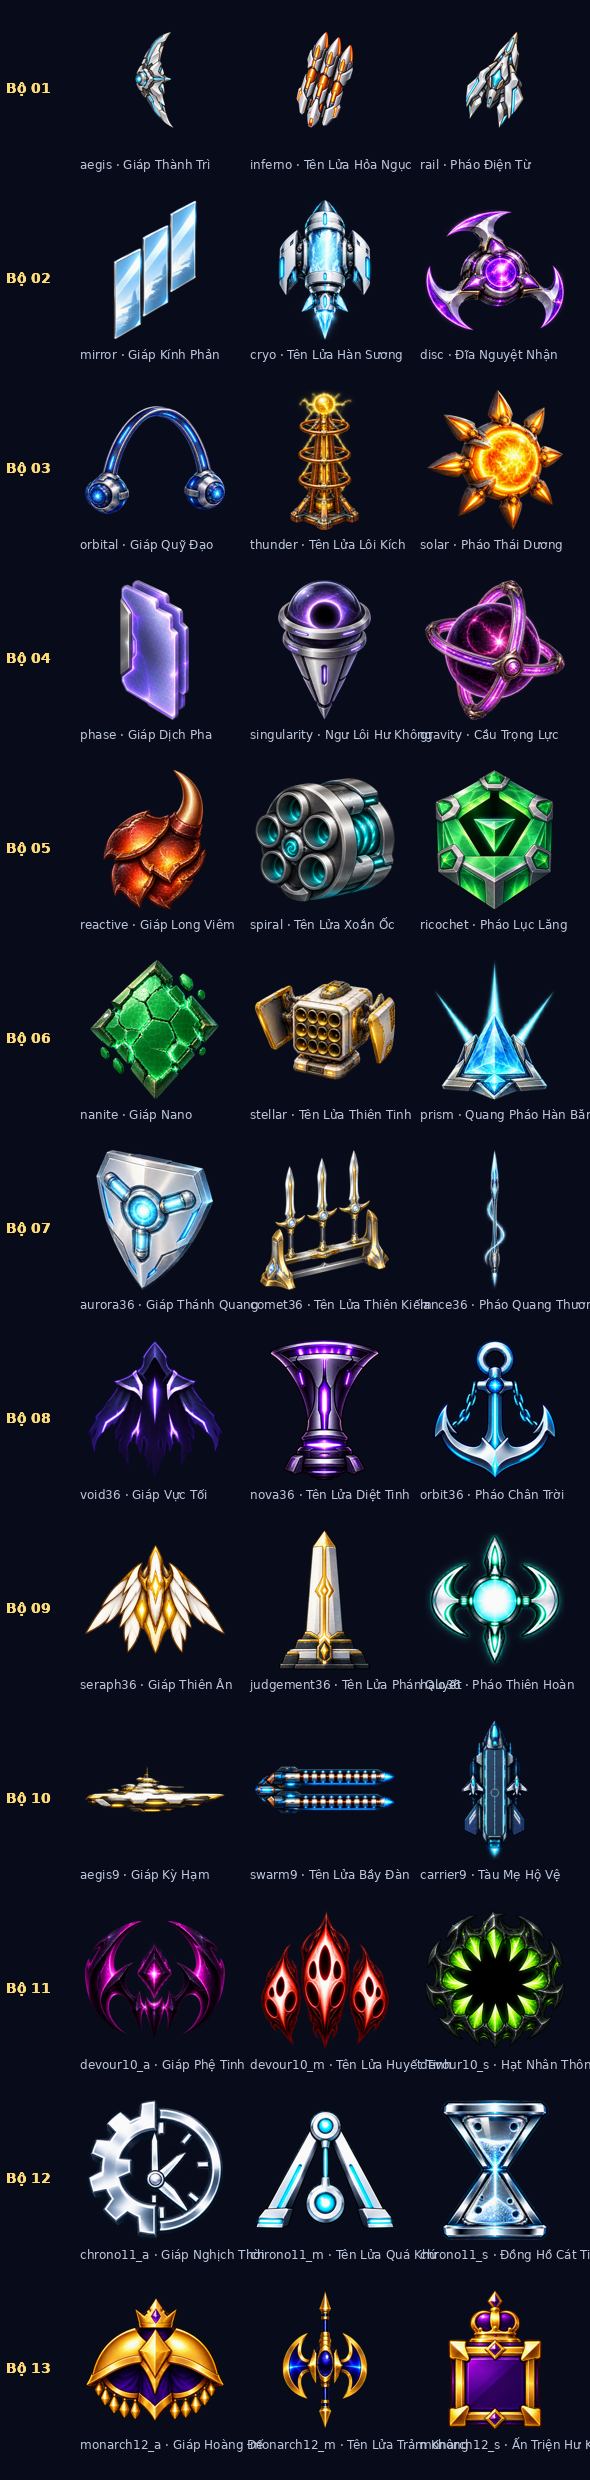 Bộ 01
aegis · Giáp Thành Trì
inferno · Tên Lửa Hỏa Ngục
rail · Pháo Điện Từ
Bộ 02
mirror · Giáp Kính Phản
cryo · Tên Lửa Hàn Sương
disc · Đĩa Nguyệt Nhận
Bộ 03
orbital · Giáp Quỹ Đạo
thunder · Tên Lửa Lôi Kích
solar · Pháo Thái Dương
Bộ 04
phase · Giáp Dịch Pha
singularity · Ngư Lôi Hư Không
gravity · Cầu Trọng Lực
Bộ 05
reactive · Giáp Long Viêm
spiral · Tên Lửa Xoắn Ốc
ricochet · Pháo Lục Lăng
Bộ 06
nanite · Giáp Nano
stellar · Tên Lửa Thiên Tinh
prism · Quang Pháo Hàn Băn
Bộ 07
aurora36 · Giáp Thánh Quang
comet36 · Tên Lửa Thiên Kiếm
lance36 · Pháo Quang Thươn
Bộ 08
void36 · Giáp Vực Tối
nova36 · Tên Lửa Diệt Tinh
orbit36 · Pháo Chân Trời
Bộ 09
seraph36 · Giáp Thiên Ân
judgement36 · Tên Lửa Phán Quyết
halo36 · Pháo Thiên Hoàn
Bộ 10
aegis9 · Giáp Kỳ Hạm
swarm9 · Tên Lửa Bầy Đàn
carrier9 · Tàu Mẹ Hộ Vệ
Bộ 11
devour10_a · Giáp Phệ Tinh
devour10_m · Tên Lửa Huyết Tinh
devour10_s · Hạt Nhân Thôn
Bộ 12
chrono11_a · Giáp Nghịch Thời
chrono11_m · Tên Lửa Quá Khứ
chrono11_s · Đồng Hồ Cát Ti
Bộ 13
monarch12_a · Giáp Hoàng Đế
monarch12_m · Tên Lửa Trảm Không
monarch12_s · Ấn Triện Hư K